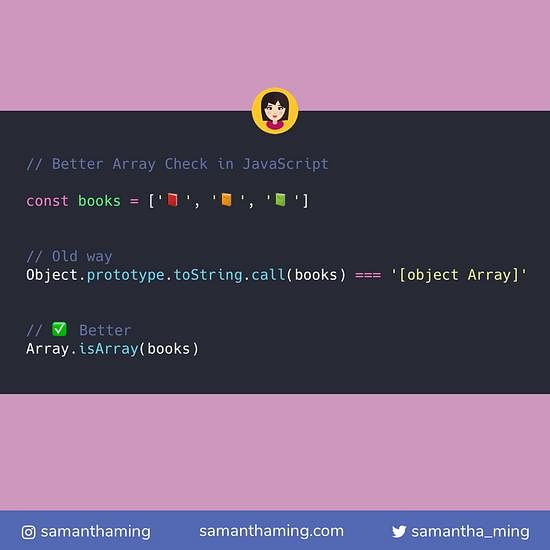 // Better Array Check in JavaScript
const books = ['📕', '📙', '📗']
// Old way
Object.prototype.toString.call(books) === '[object Array]'
// ✅ Better
Array.isArray(books)
samanthaming
samanthaming.com
samantha_ming